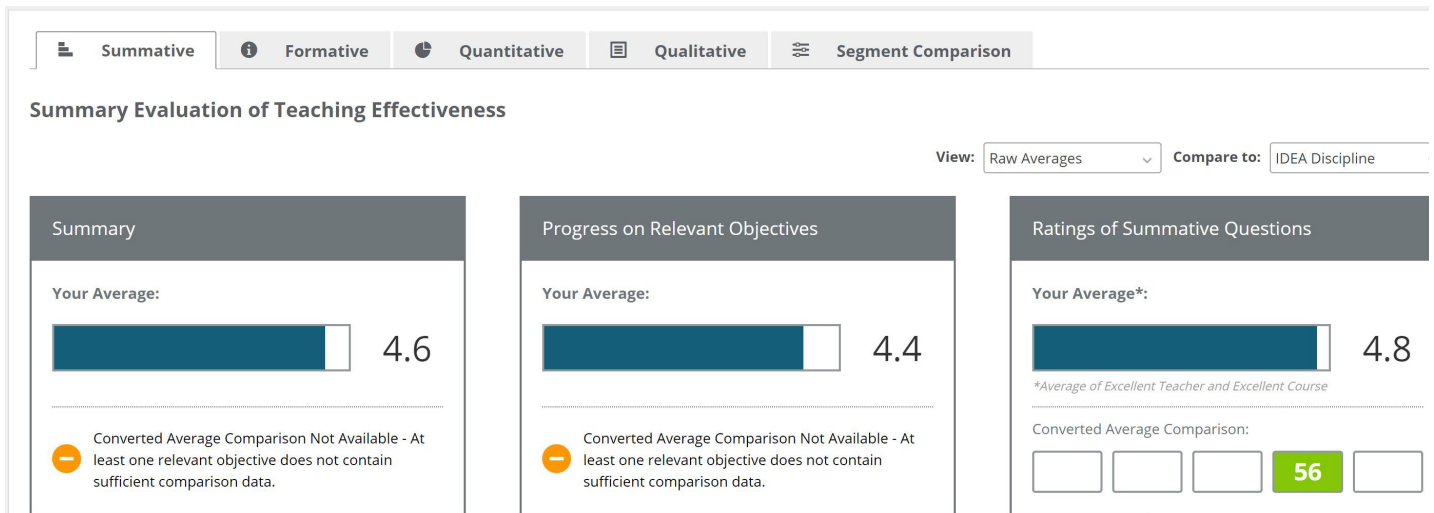 Summative Formative Quantitative Qualitative Segment Comparison
Summary Evaluation of Teaching Effectiveness
View: Raw Averages Compare to: IDEA Discipline
Summary
Your Average:
4.6
Converted Average Comparison Not Available - At
least one relevant objective does not contain
sufficient comparison data.
Progress on Relevant Objectives
Your Average:
4.4
Converted Average Comparison Not Available - At
least one relevant objective does not contain
sufficient comparison data.
Ratings of Summative Questions
Your Average*:
4.8
*Average of Excellent Teacher and Excellent Course
Converted Average Comparison:
56